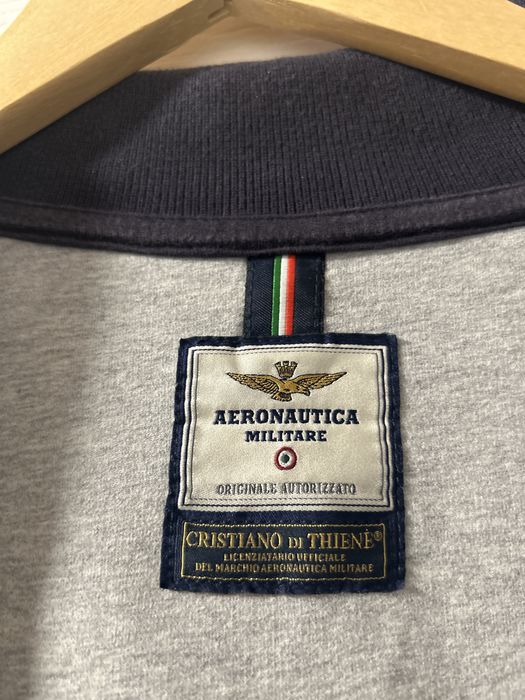 AERONAUTICA
MILITARE
ORIGINALE AUTORIZZATO
CRISTIANO DI THIENE®
LICENZIATARIO UFFICIALE
DEL MARCHIO AERONAUTICA MILITARE